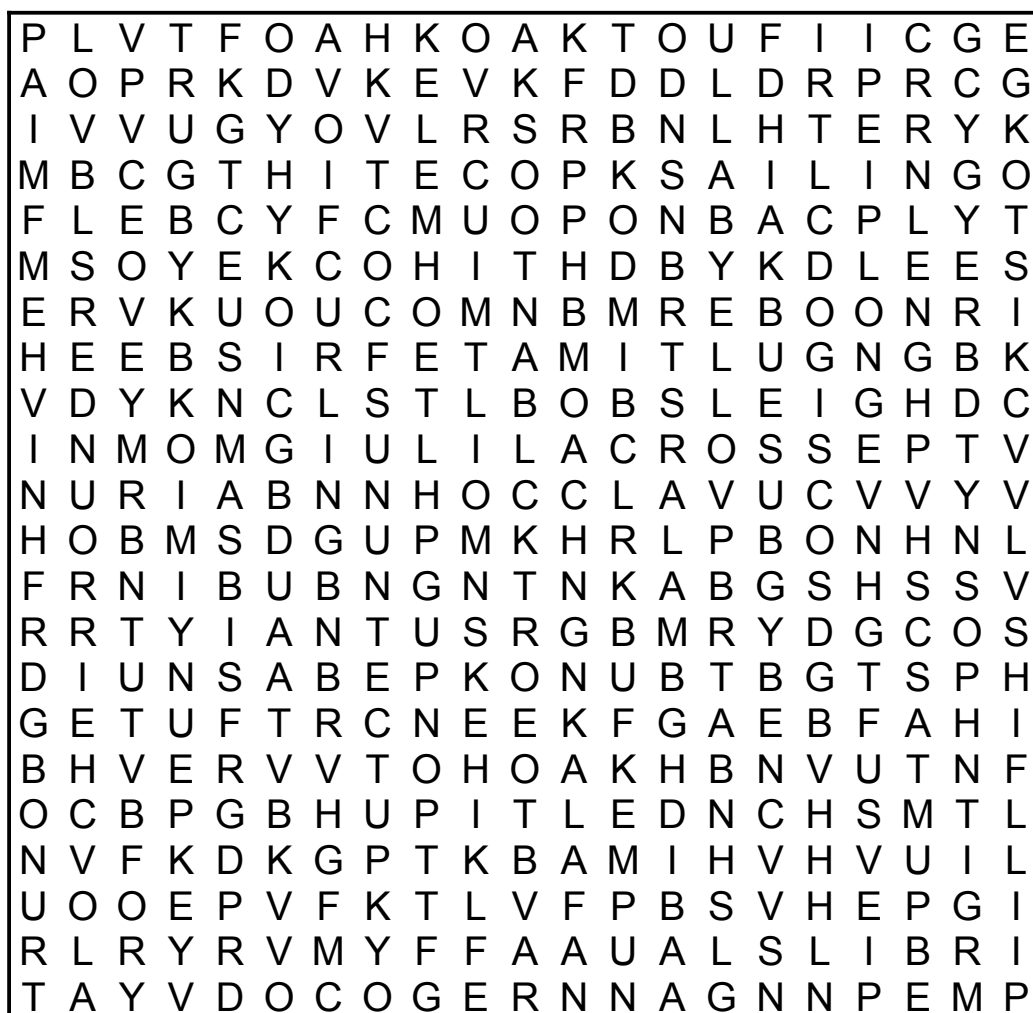 P L V T F O A H K O A K T O U F I I C G E
A O P R K D V K E V K F D D L D R P R C G
I V V U G Y O V L R S R B N L H T E R Y K
M B C G T H I T E C O P K S A I L I N G O
F L E B C Y F C M U O P O N B A C P L Y T
M S O Y E K C O H I T H D B Y K D L E E S
E R V K U O U C O M N B M R E B O O N R I
H E E B S I R F E T A M I T L U G N G B K
V D Y K N C L S T L B O B S L E I G H D C
I N M O M G I U L I L A C R O S S E P T V
N U R I A B N N H O C C L A V U C V V Y V
H O B M S D G U P M K H R L P B O N H N L
F R N I B U B N G N T N K A B G S H S S V
R R T Y I A N T U S R G B M R Y D G C O S
D I U N S A B E P K O N U B T B G T S P H
G E T U F T R C N E E K F G A E B F A H I
B H V E R V V T O H O A K H B N V U T N F
O C B P G B H U P I T L E D N C H S M T L
N V F K D K G P T K B A M I H V H V U I L
U O O E P V F K T L V F P B S V H E P G I
R L R Y R V M Y F F A A U A L S L I B R I
T A Y V D O C O G E R N N A G N N P E M P